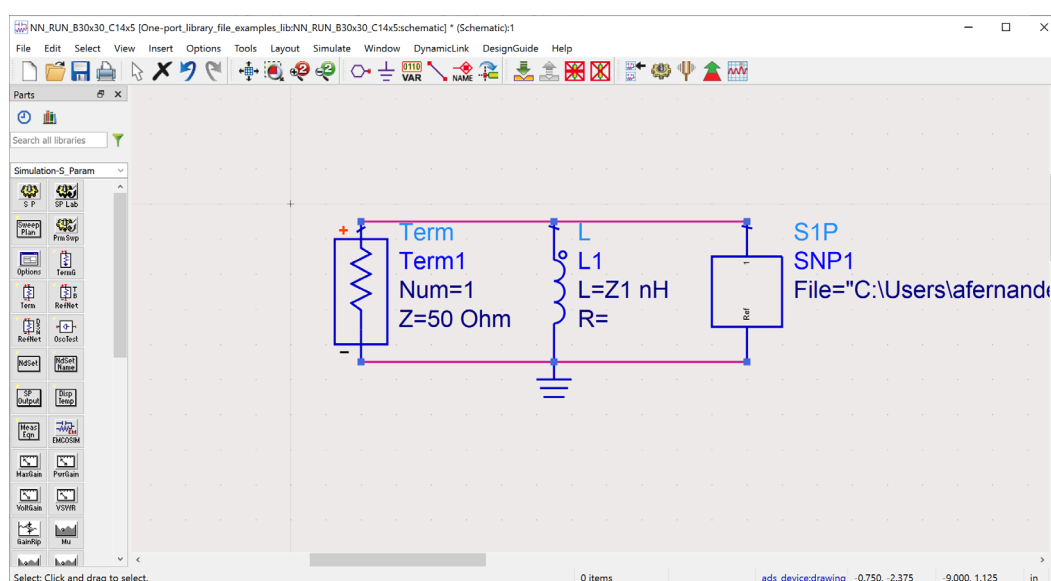 NN_RUN_B30x30_C14x5 [One-port_library_file_examples_lib:NN_RUN_B30x30_C14x5:schematic] * (Schematic):1
File Edit Select View Insert Options Tools Layout Simulate Window DynamicLink DesignGuide Help
0110
VAR
NAME
Parts
Search all libraries
Simulation-S_Param
S P SP Lab
Sweep
Plan
PrmSwp
Options TermG
Term RefNet
RefNet OscTest
NdSet NdSet
Name
SP
Output Disp
Temp
Meas
Eqn EM
EMCOSIM
MaxGain PwrGain
VoltGain VSWR
GainRip Mu
+
Term
Term1
Num=1
Z=50 Ohm
-
L
L1
L=Z1 nH
R=
1
Ref
S1P
SNP1
File="C:\Users\afernande
Select: Click and drag to select.
0 items
ads_device:drawing
-0.750, -2.375
-9.000, 1.125
in